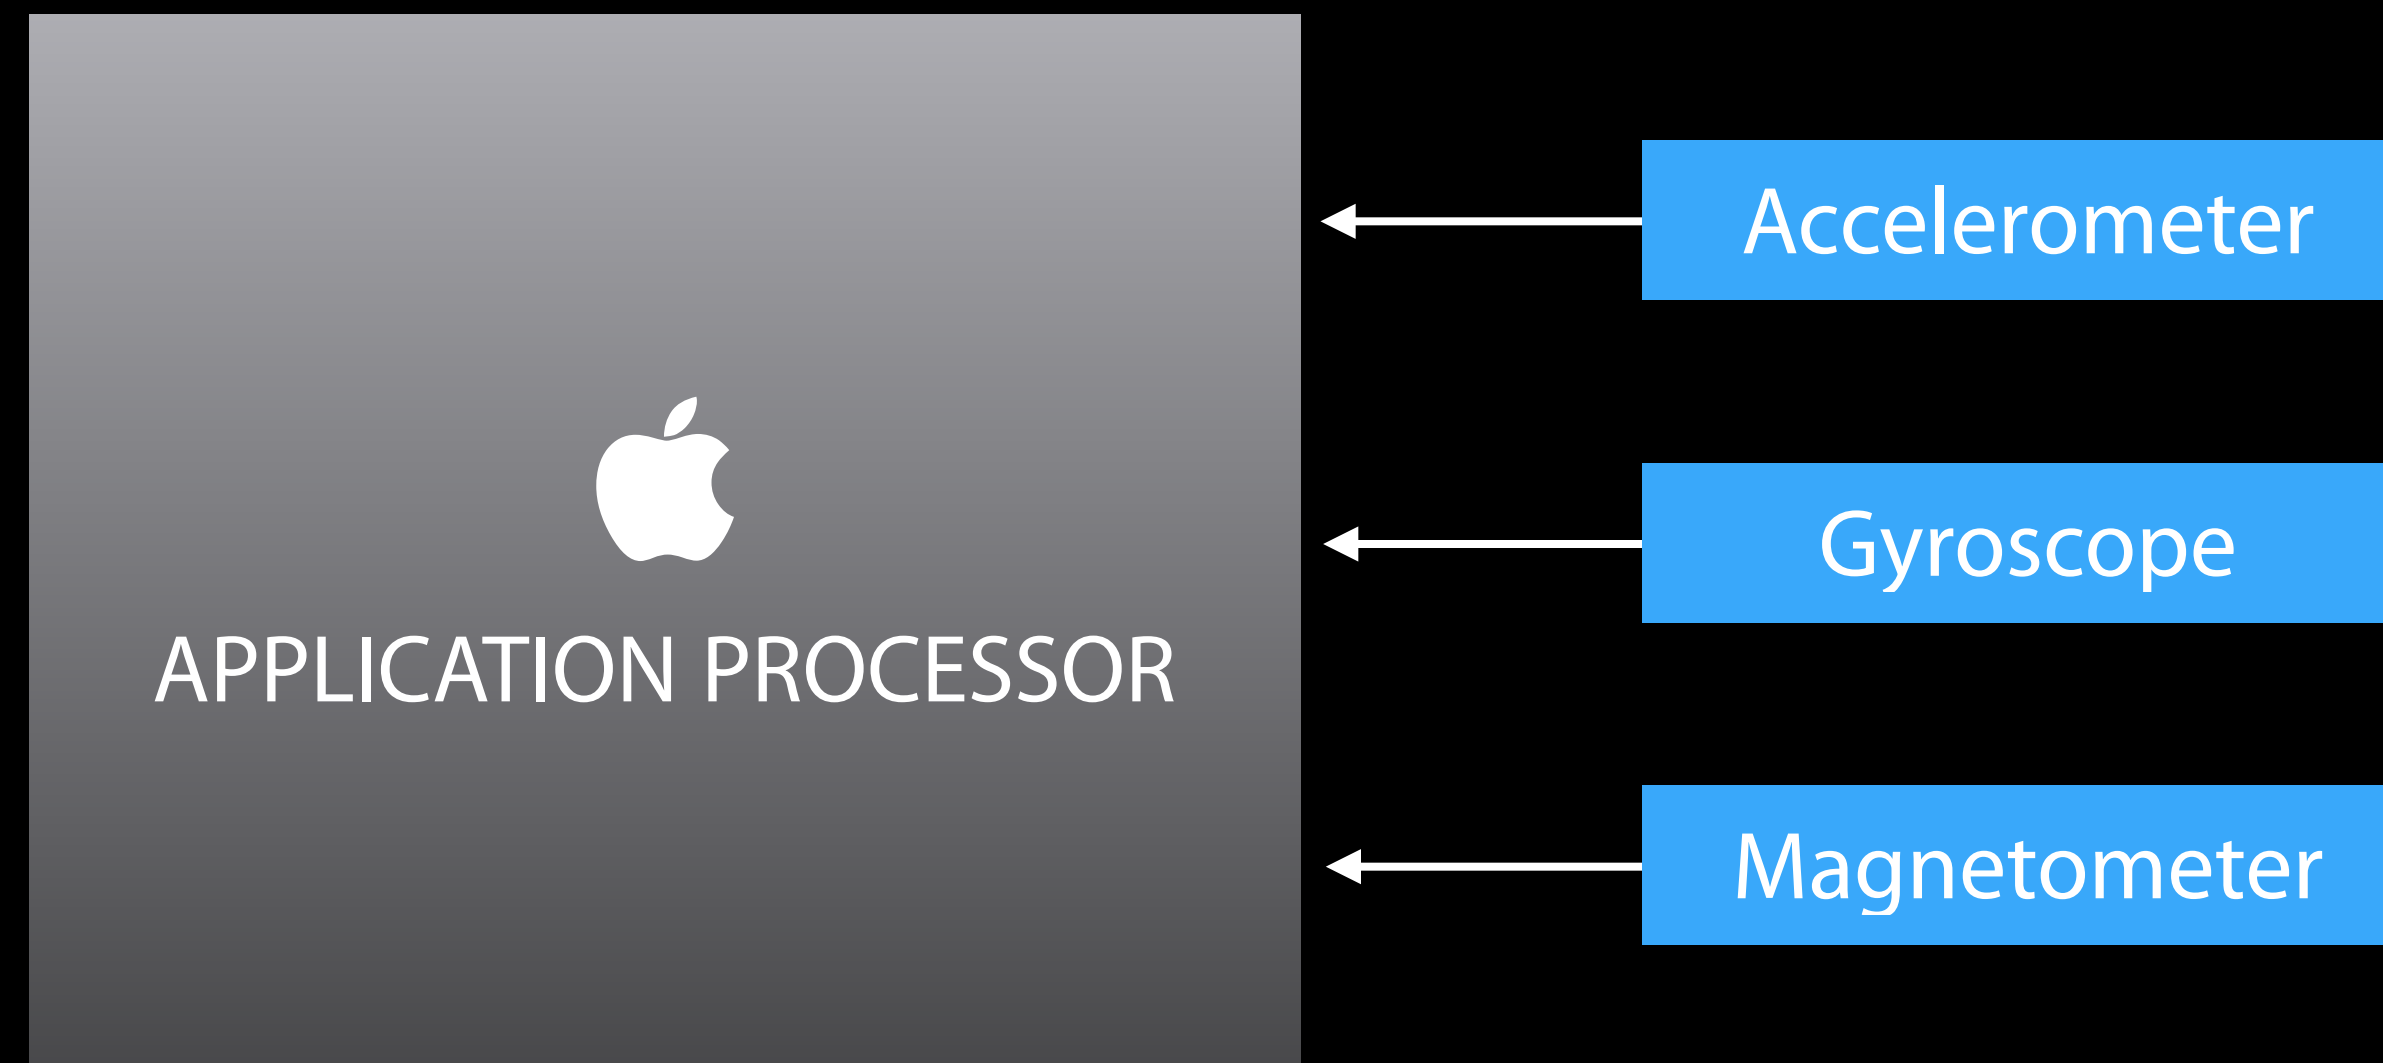 Accelerometer
Gyroscope
APPLICATION PROCESSOR
Magnetometer